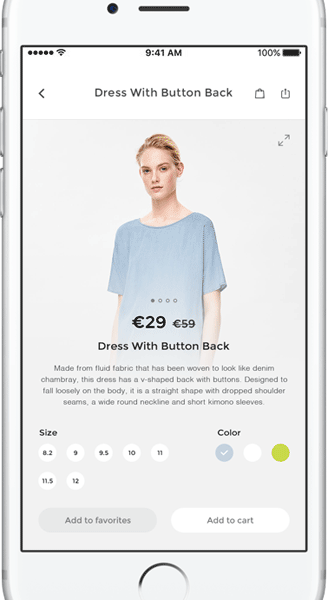 9:41 AM
100%
Dress With Button Back
€29 €59
Dress With Button Back
Made from fluid fabric that has been woven to look like denim
chambray, this dress has a v-shaped back with buttons. Designed to
fall loosely on the body, it is a straight shape with dropped shoulder
seams, a wide round neckline and short kimono sleeves.
Size
Color
8.2 9 9.5 10 11
11.5 12
Add to favorites
Add to cart